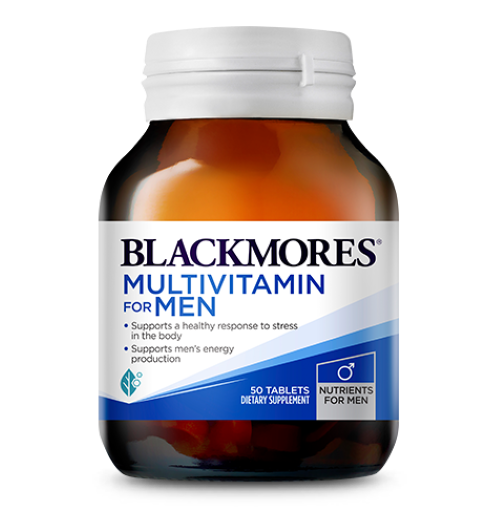 BLACKMORES®
MULTIVITAMIN
FOR MEN
• Supports a healthy response to stress
in the body
• Supports men's energy
production
50 TABLETS
DIETARY SUPPLEMENT
NUTRIENTS
FOR MEN